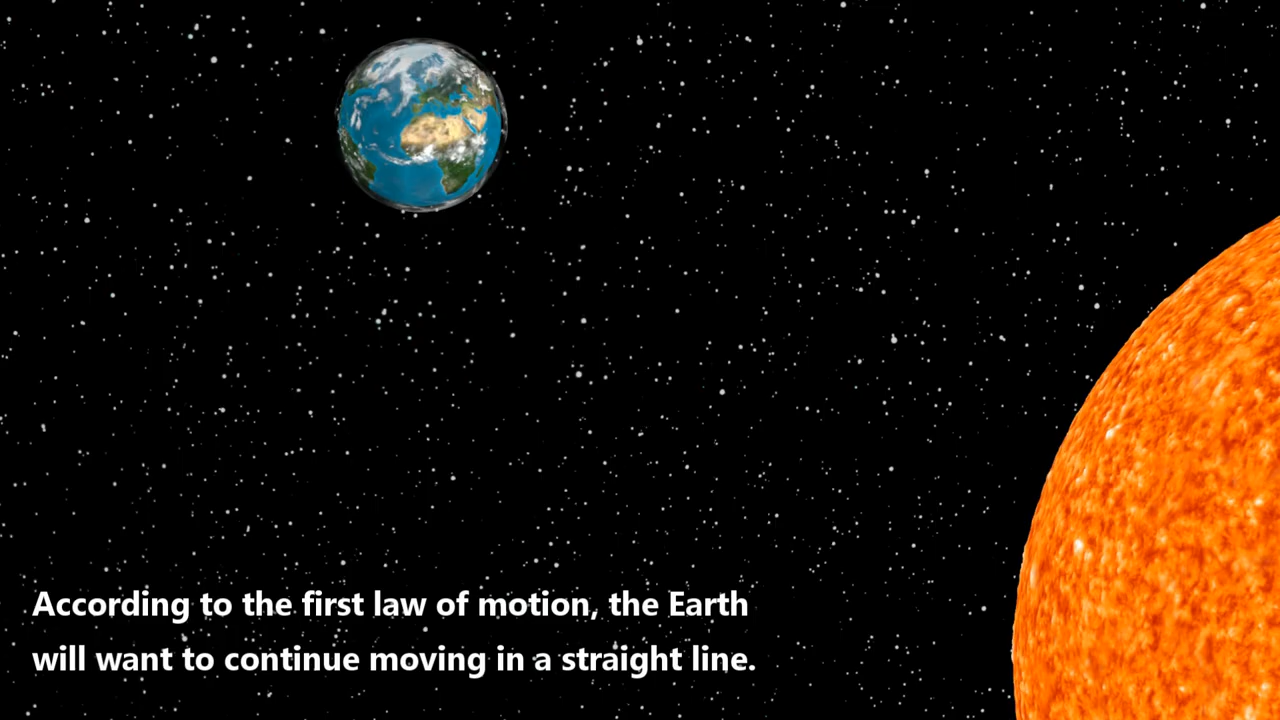 According to the first law of motion, the Earth
will want to continue moving in a straight line.